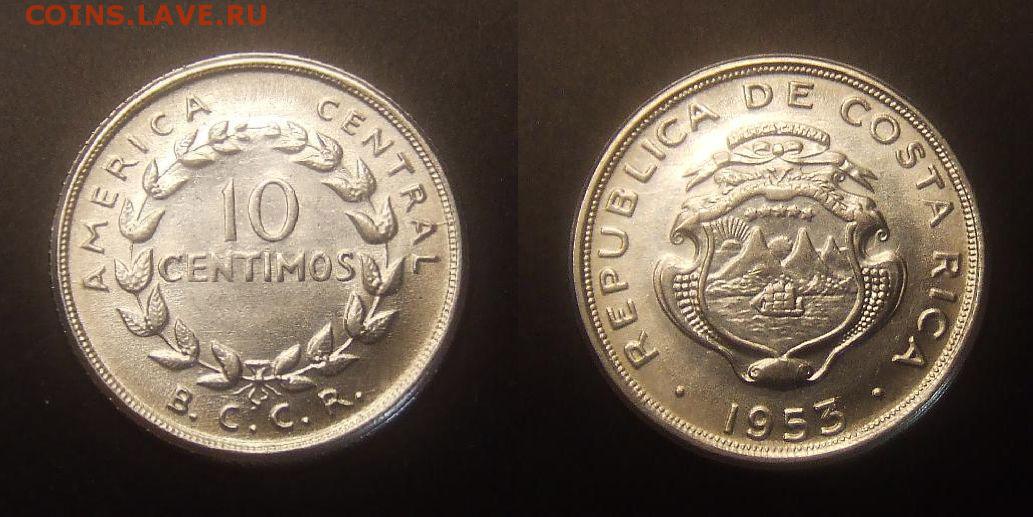 COINS.LAVE.RU
AMERICA CENTRAL
10
CENTIMOS
B. C. C. R.
REPUBLICA DE COSTA RICA
1953